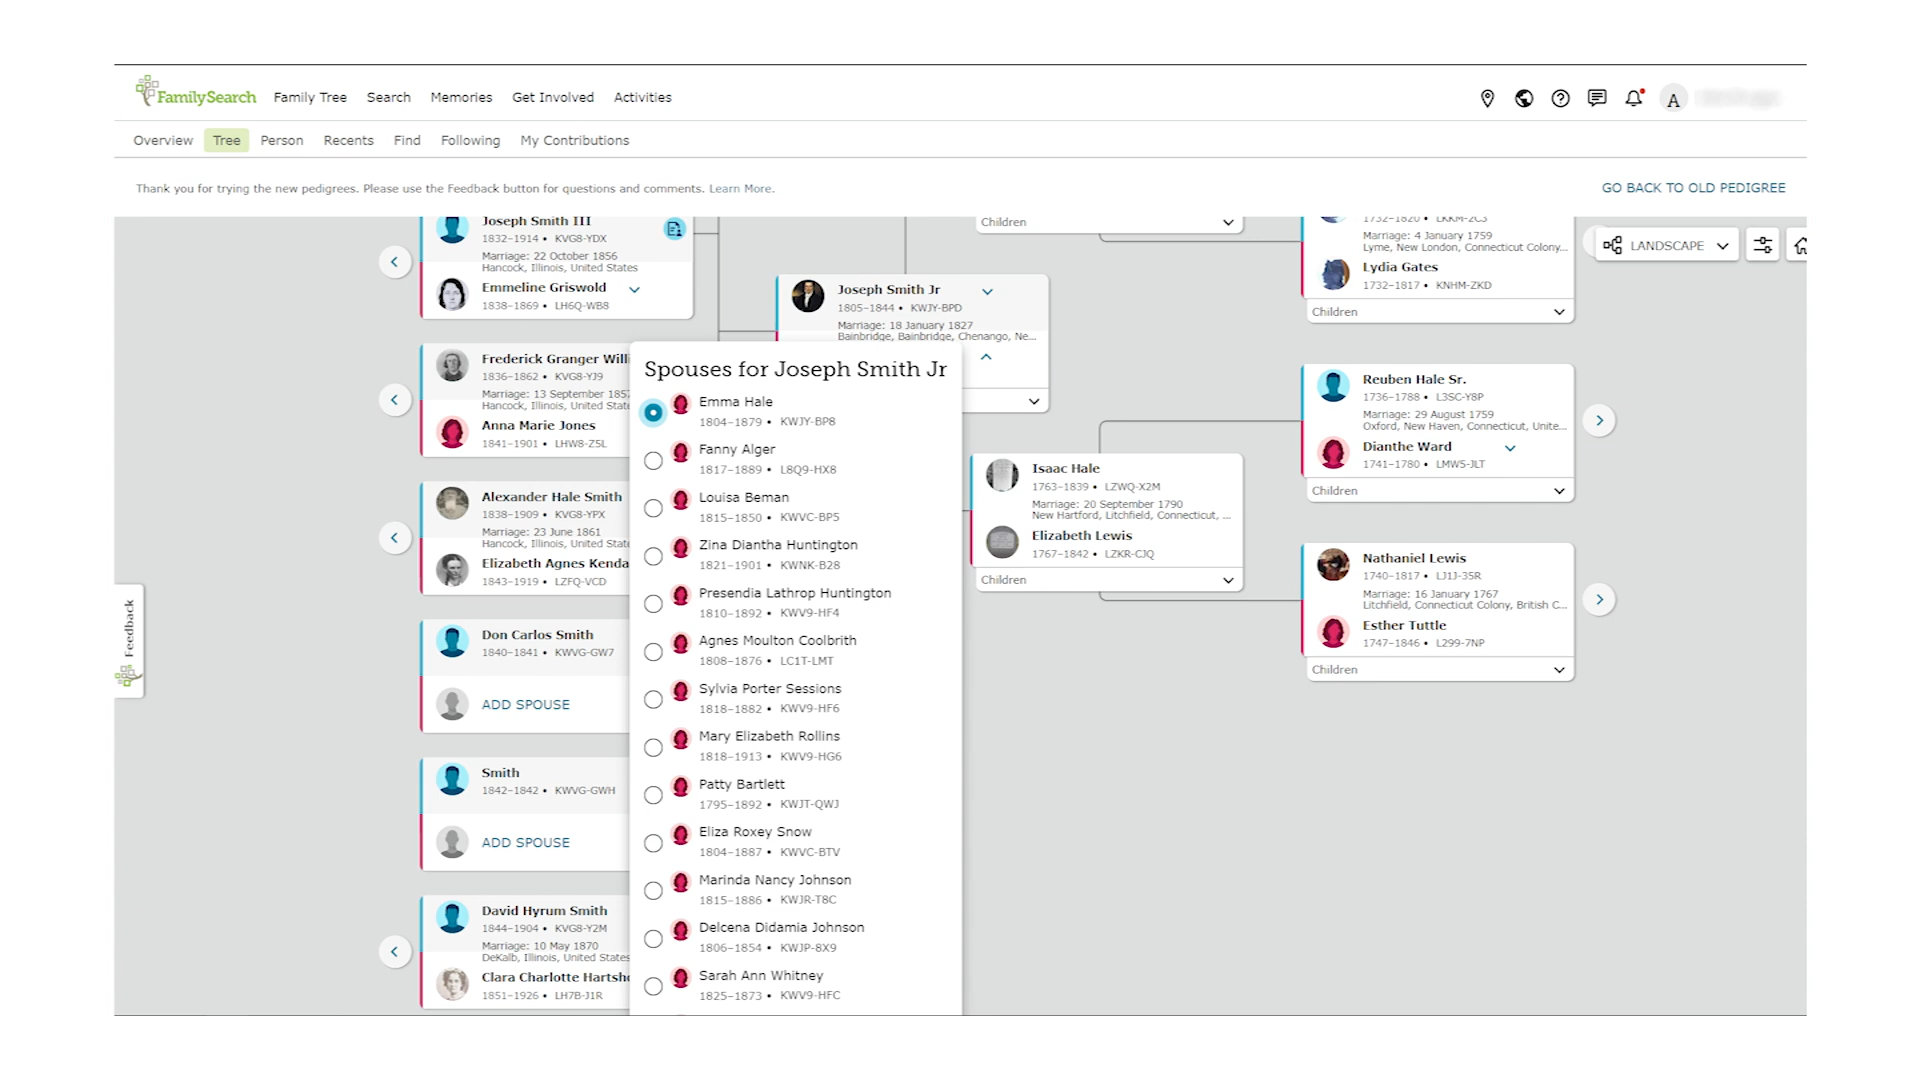 FamilySearch
Family Tree
Search
Memories
Get Involved
Activities
A
Overview
Tree
Person
Recents
Find
Following
My Contributions
Thank you for trying the new pedigrees. Please use the Feedback button for questions and comments. Learn More.
GO BACK TO OLD PEDIGREE
Joseph Smith III
1832–1914 • KVG8-YDX
Marriage: 22 October 1856
Hancock, Illinois, United States
Emmeline Griswold
1838–1869 • LH6Q-WB8
Frederick Granger Willi
1836–1862 • KVG8-YJ9
Marriage: 13 September 1857
Hancock, Illinois, United State
Anna Marie Jones
1841–1901 • LHW8-Z5L
Alexander Hale Smith
1838–1909 • KVG8-YPX
Marriage: 23 June 1861
Hancock, Illinois, United State
Elizabeth Agnes Kenda
1843–1919 • LZFQ-VCD
Don Carlos Smith
1840–1841 • KWVG-GW7
ADD SPOUSE
Smith
1842–1842 • KWVG-GWH
ADD SPOUSE
David Hyrum Smith
1844–1904 • KVG8-Y2M
Marriage: 10 May 1870
DeKalb, Illinois, United States
Clara Charlotte Hartsho
1851–1926 • LH7B-J1R
Feedback
Joseph Smith Jr
1805–1844 • KWJY-BPD
Marriage: 18 January 1827
Bainbridge, Bainbridge, Chenango, Ne...
Spouses for Joseph Smith Jr
Emma Hale
1804–1879 • KWJY-BP8
Fanny Alger
1817–1889 • L8Q9-HX8
Louisa Beman
1815–1850 • KWVC-BP5
Zina Diantha Huntington
1821–1901 • KWNK-B28
Presendia Lathrop Huntington
1810–1892 • KWV9-HF4
Agnes Moulton Coolbrith
1808–1876 • LC1T-LMT
Sylvia Porter Sessions
1818–1882 • KWV9-HF6
Mary Elizabeth Rollins
1818–1913 • KWV9-HG6
Patty Bartlett
1795–1892 • KWJT-QWJ
Eliza Roxey Snow
1804–1887 • KWVC-BTV
Marinda Nancy Johnson
1815–1886 • KWJR-T8C
Delcena Didamia Johnson
1806–1854 • KWJP-8X9
Sarah Ann Whitney
1825–1873 • KWV9-HFC
Children
Isaac Hale
1763–1839 • LZWQ-X2M
Marriage: 20 September 1790
New Hartford, Litchfield, Connecticut, ...
Elizabeth Lewis
1767–1842 • LZKR-CJQ
Children
1732–1820 • LKKM-2C3
Marriage: 4 January 1759
Lyme, New London, Connecticut Colony...
Lydia Gates
1732–1817 • KNHM-ZKD
Children
LANDSCAPE
Reuben Hale Sr.
1736–1788 • L3SC-Y8P
Marriage: 29 August 1759
Oxford, New Haven, Connecticut, Unite...
Dianthe Ward
1741–1780 • LMWS-JLT
Children
Nathaniel Lewis
1740–1817 • LJ1J-35R
Marriage: 16 January 1767
Litchfield, Connecticut Colony, British C...
Esther Tuttle
1747–1846 • L299-7NP
Children